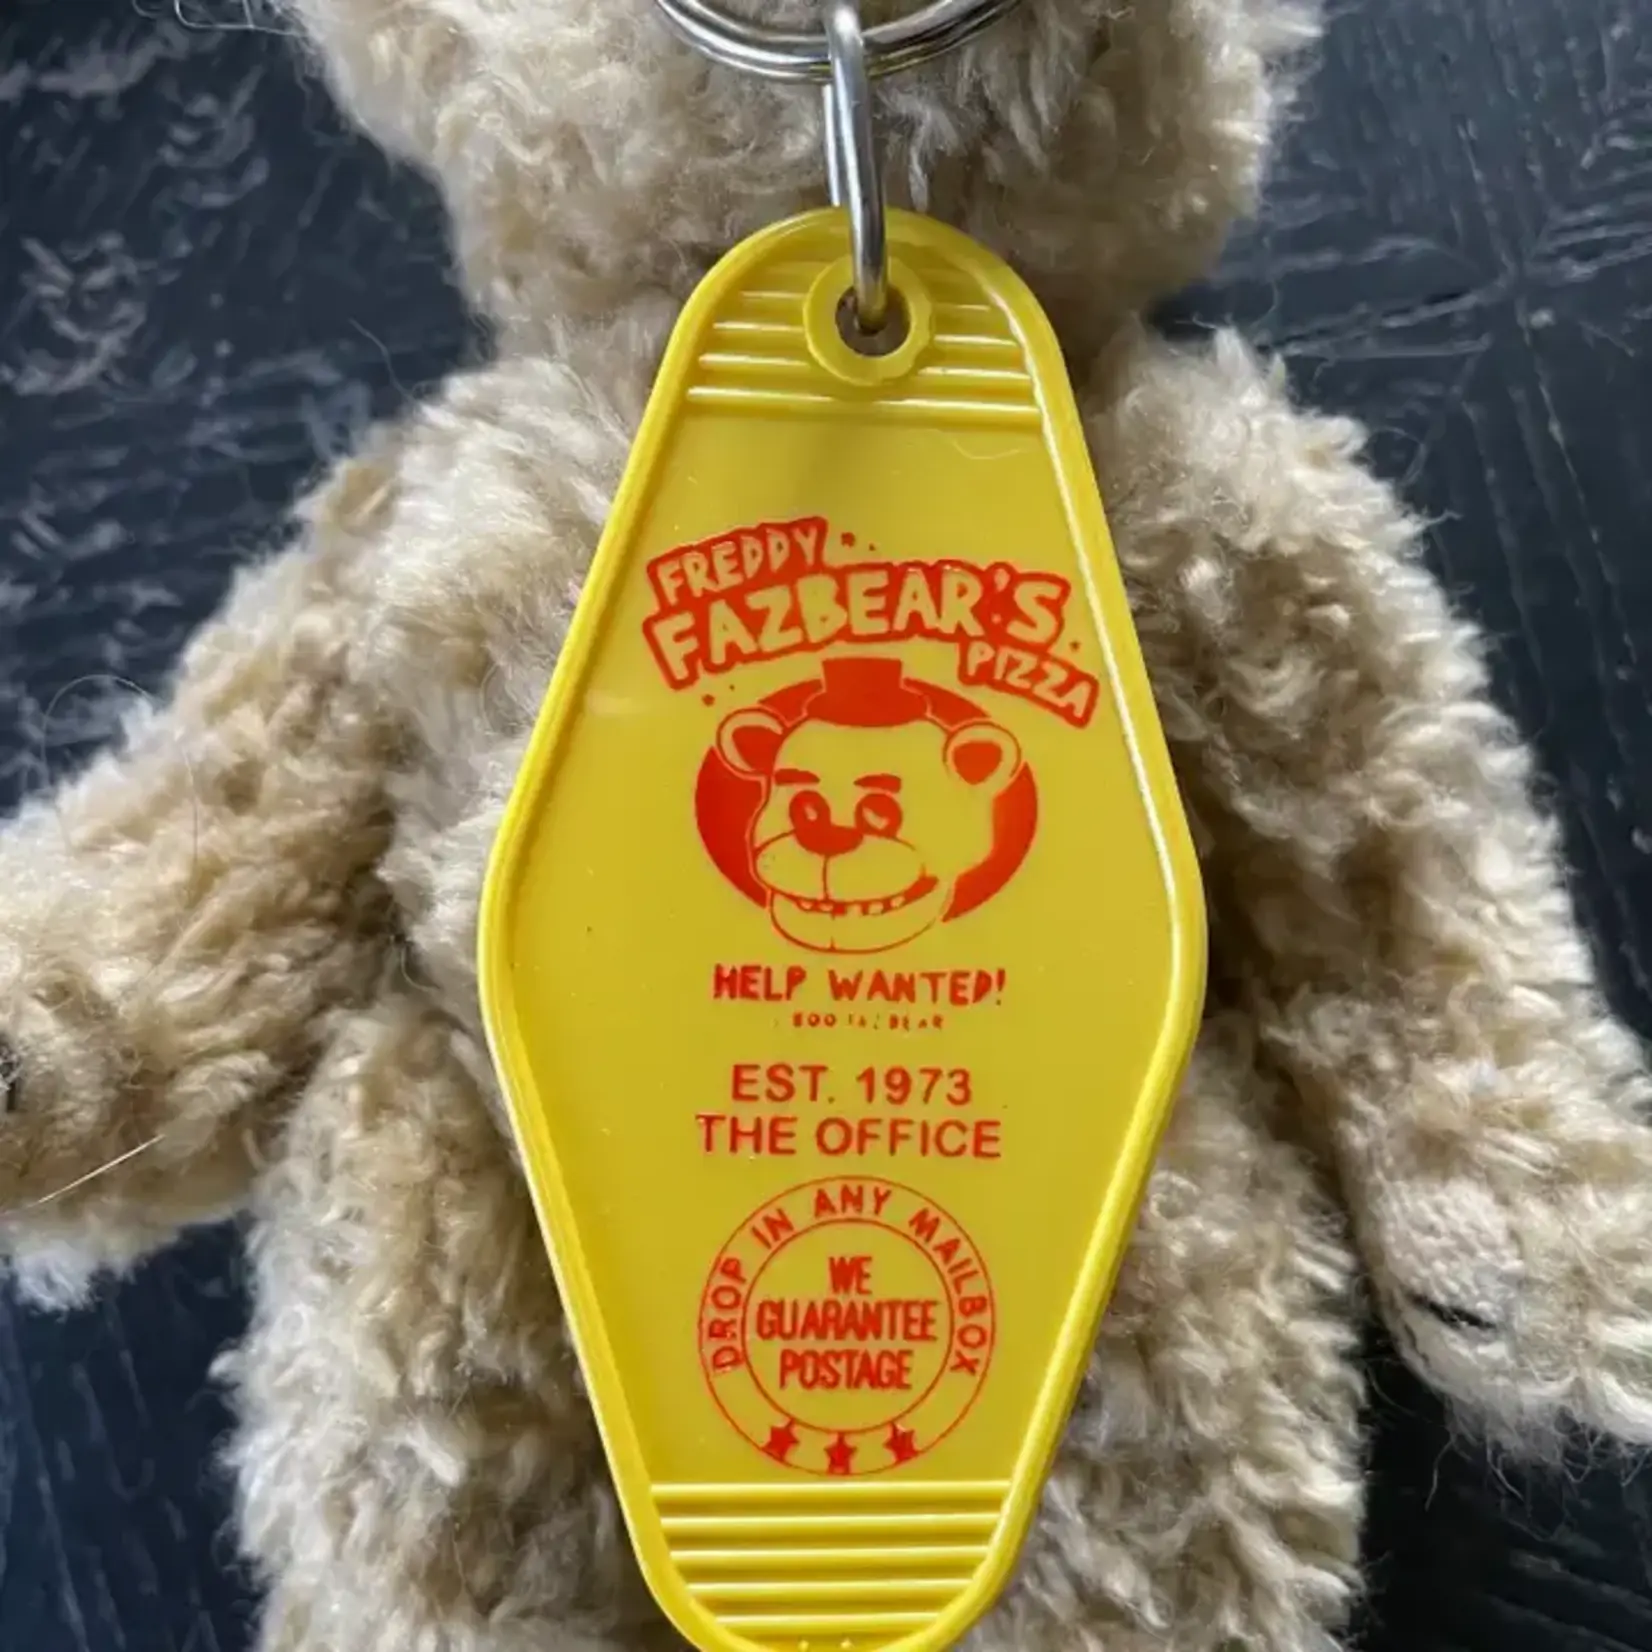 FREDDY
FAZBEAR'S
PIZZA
HELP WANTED!
EST. 1973
THE OFFICE
DROP IN ANY MAILBOX
WE
GUARANTEE
POSTAGE